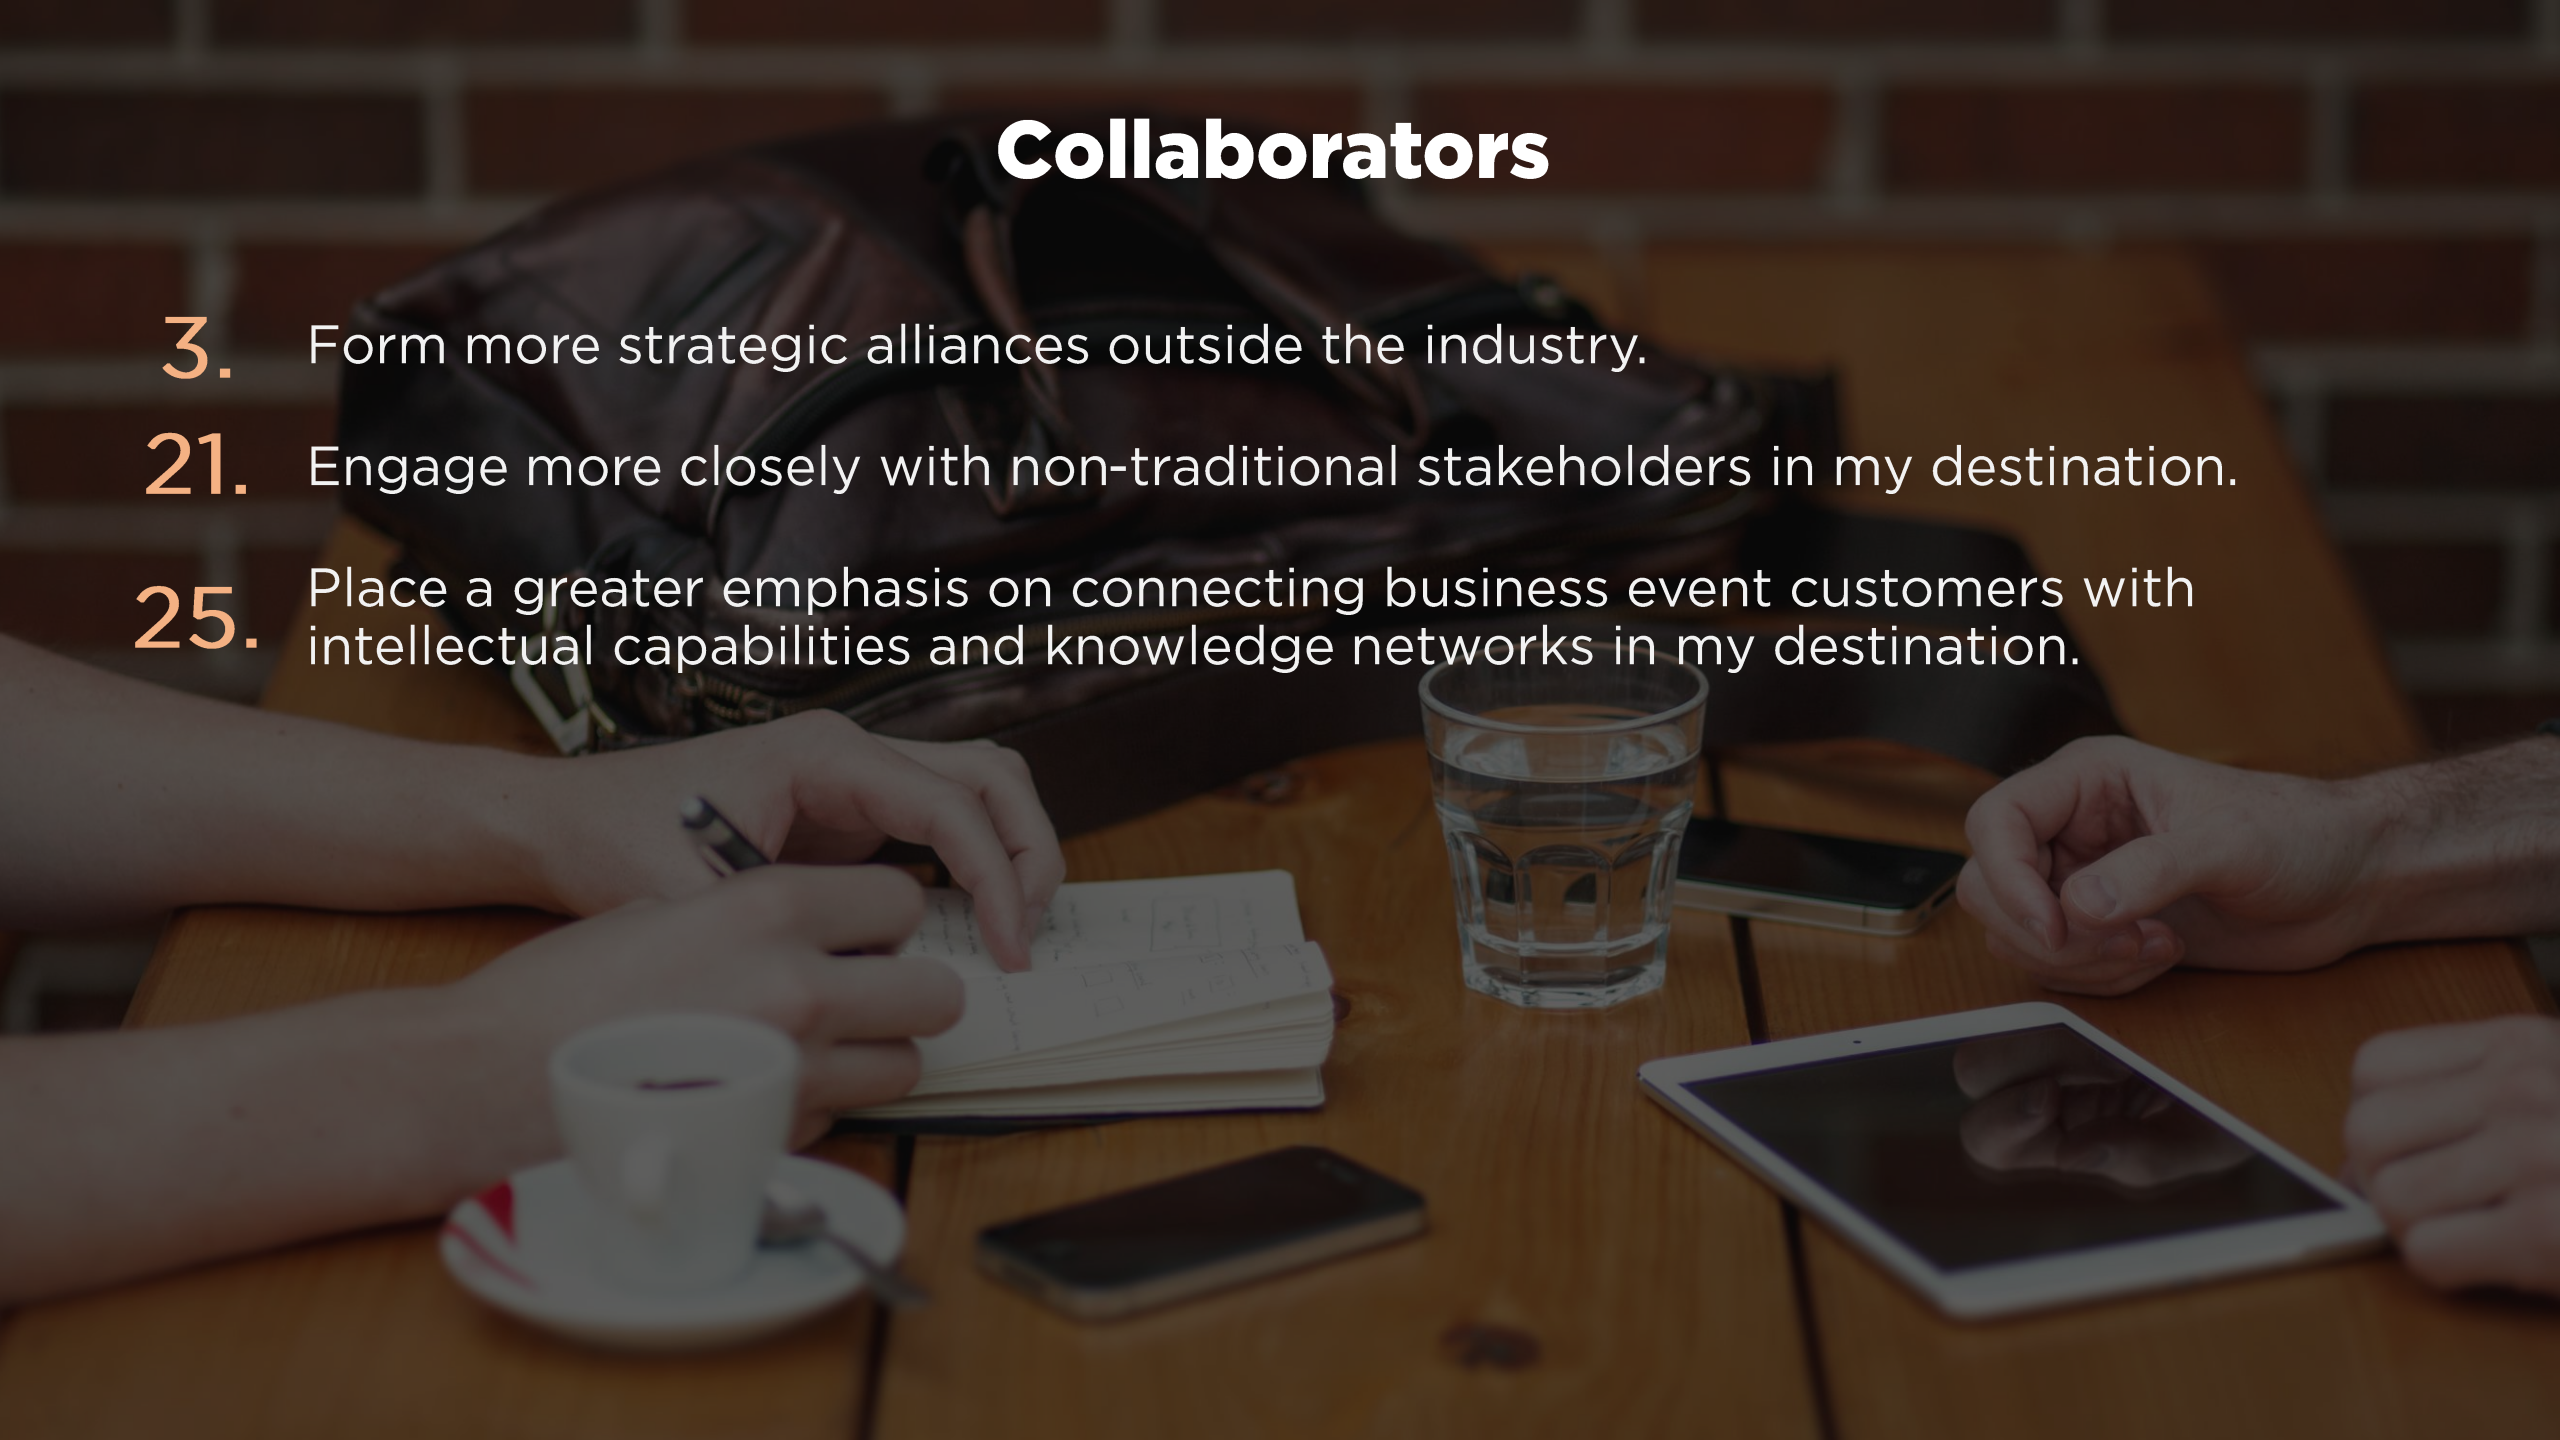 Collaborators
3. Form more strategic alliances outside the industry.
21. Engage more closely with non-traditional stakeholders in my destination.
25. Place a greater emphasis on connecting business event customers with
intellectual capabilities and knowledge networks in my destination.